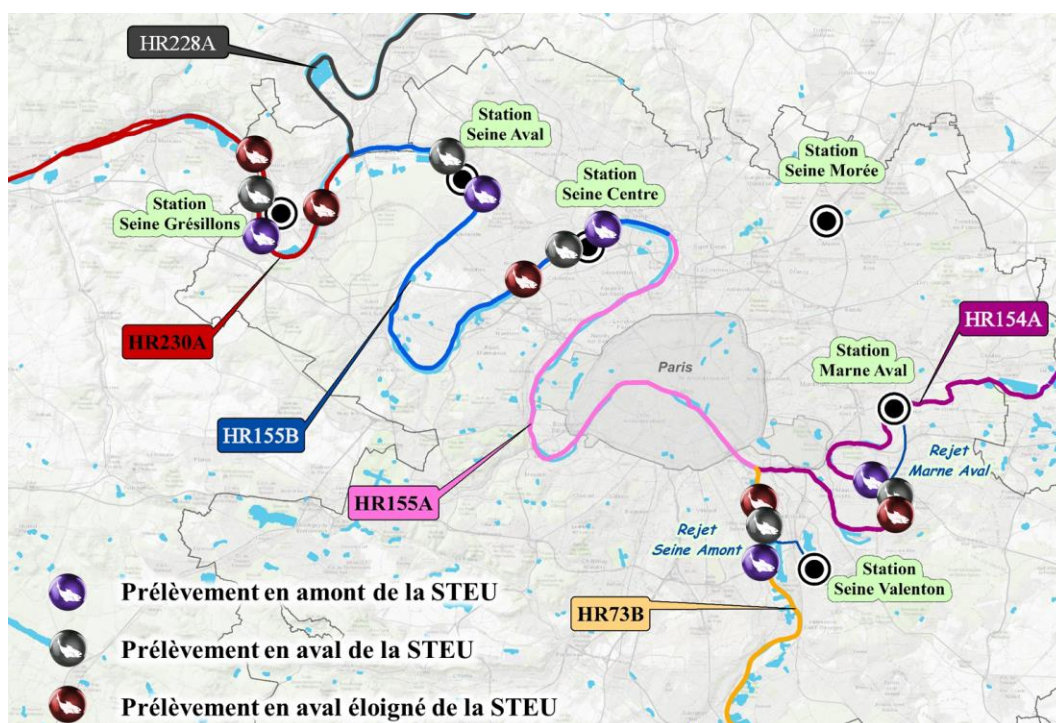 HR228A
Station
Seine Aval
Station
Seine Centre
Station
Seine Morée
Station
Seine Grésillons
HR154A
HR230A
Station
Marne Aval
Paris
HR155B
Rejet
Marne Aval
HR155A
Rejet
Seine Amont
Station
Seine Valenton
HR73B
Prélèvement en amont de la STEU
Prélèvement en aval de la STEU
Prélèvement en aval éloigné de la STEU